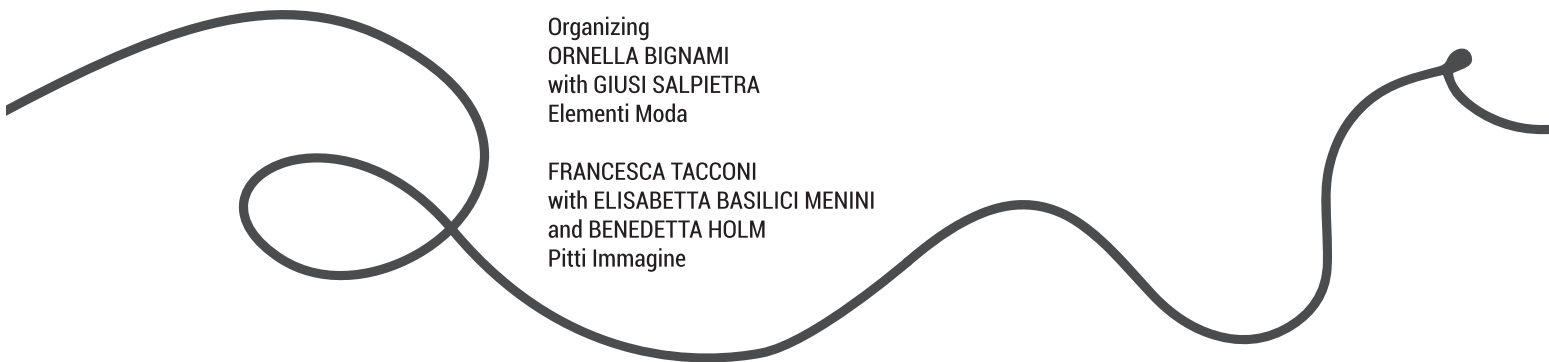 Organizing
ORNELLA BIGNAMI
with GIUSI SALPIETRA
Elementi Moda
FRANCESCA TACCONI
with ELISABETTA BASILICI MENINI
and BENEDETTA HOLM
Pitti Immagine